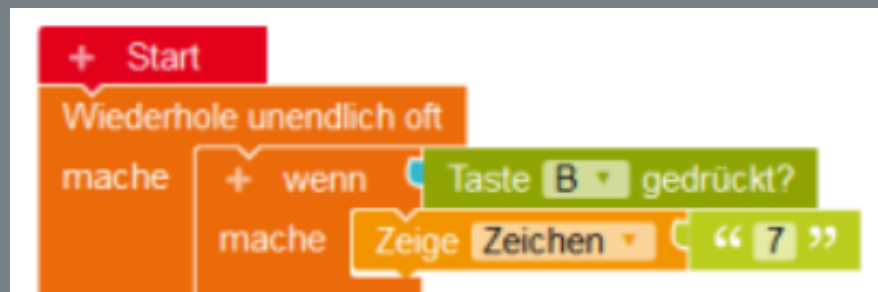 + Start
Wiederhole unendlich oft
mache + wenn Taste B gedrückt?
mache Zeige Zeichen “ 7 ”